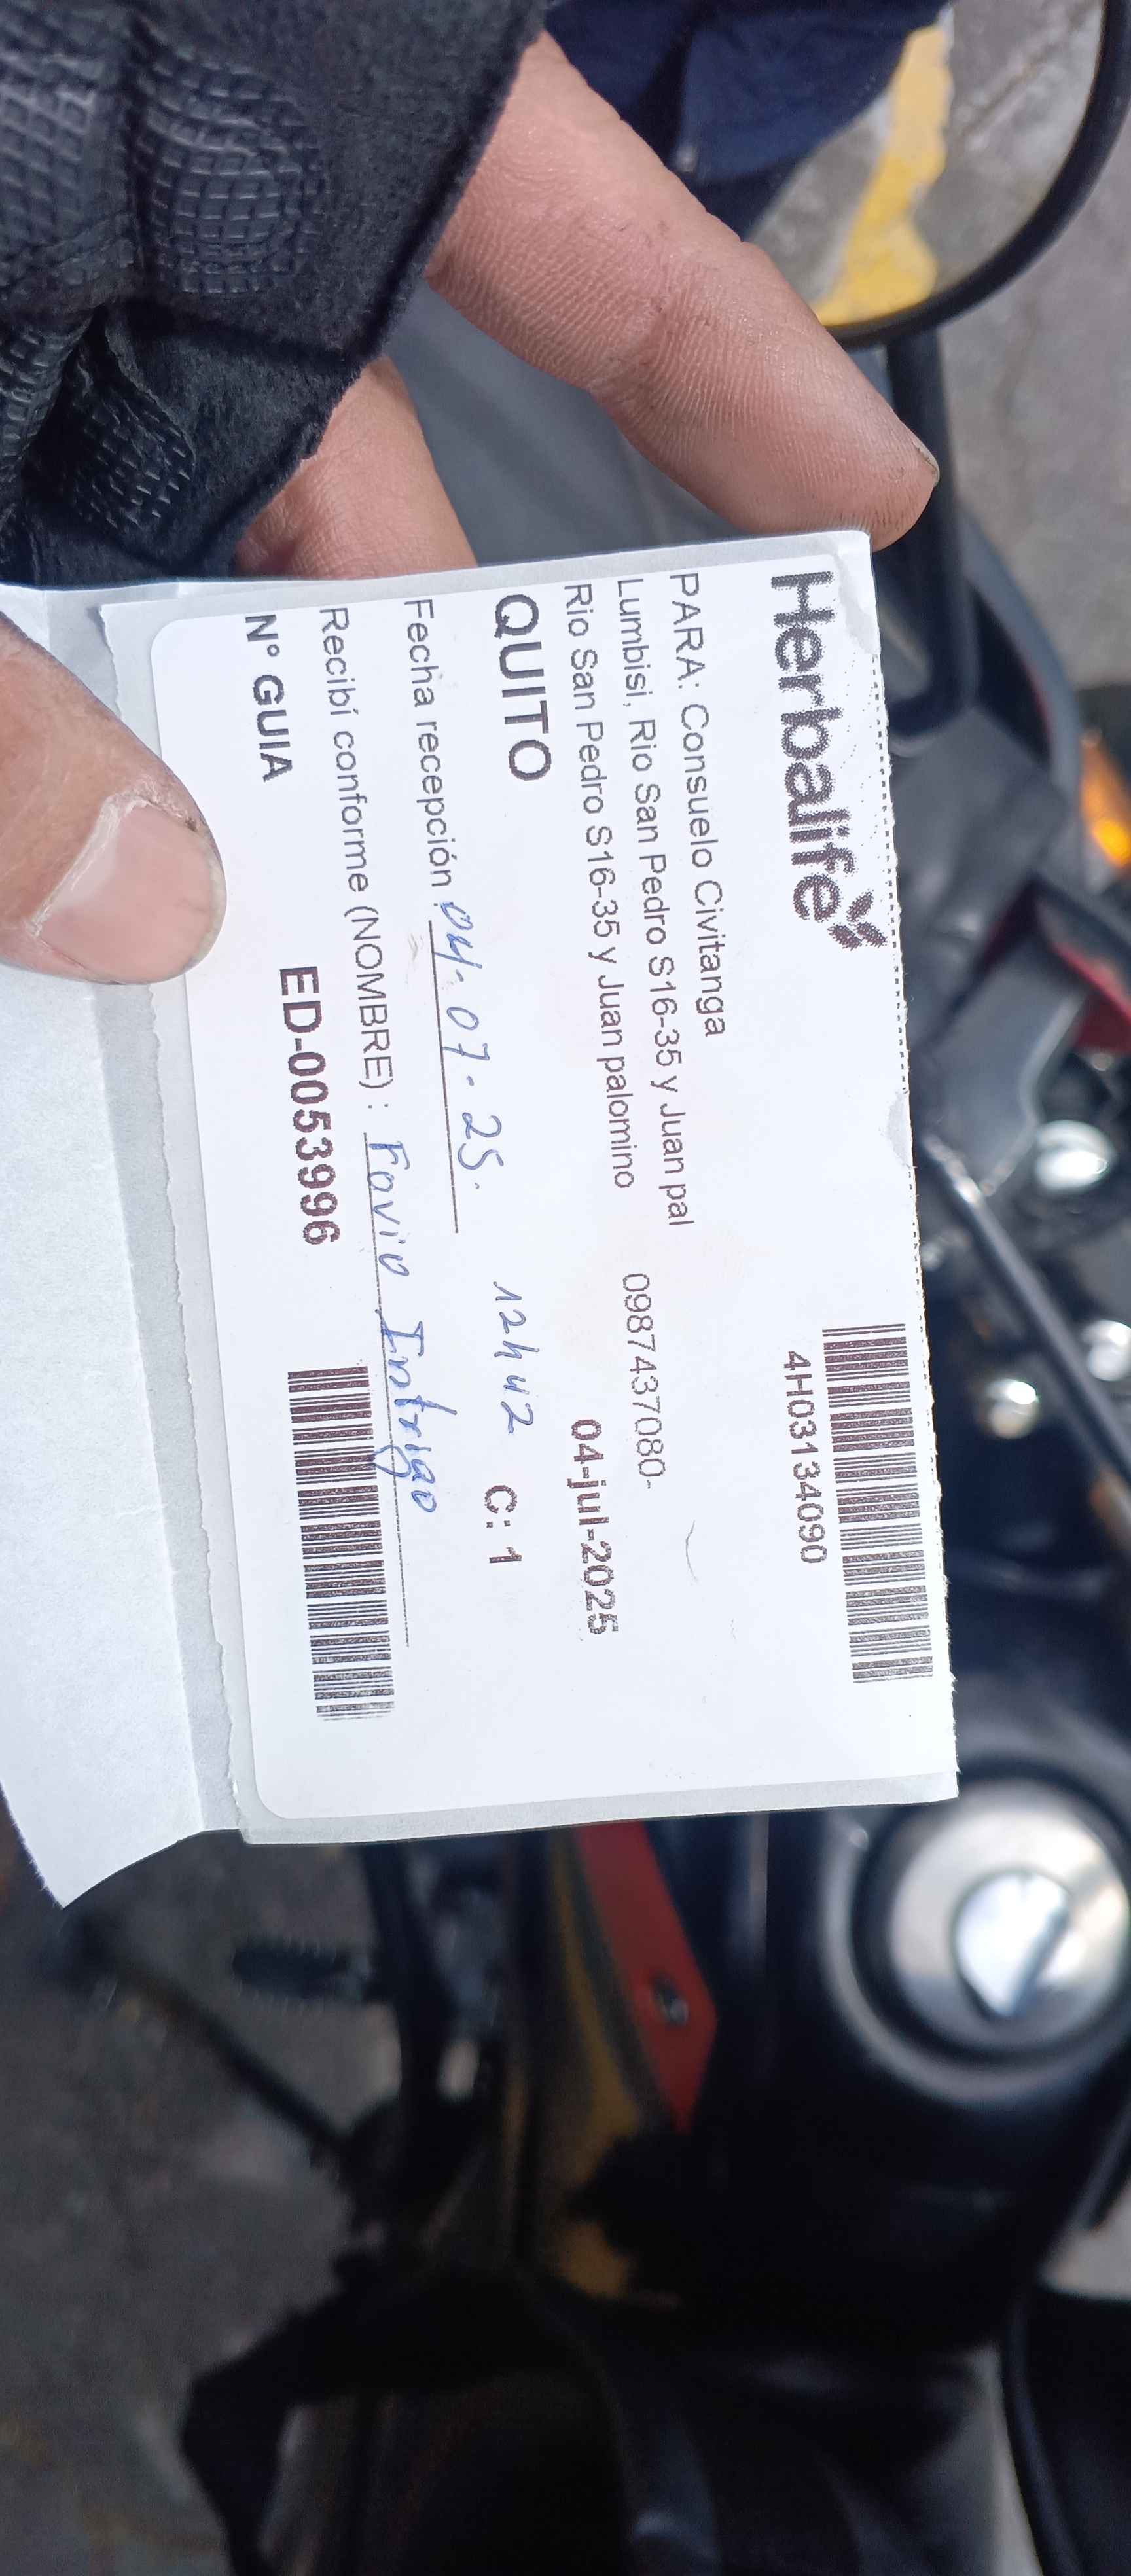 Herbalife
4H03134090
PARA: Consuelo Civitanga
Lumbisi, Rio San Pedro S16-35 y Juan pal
Rio San Pedro S16-35 y Juan palomino
0987437080-
QUITO
04-jul-2025
Fecha recepción: 04.07.25. 12h42 C: 1
Recibí conforme (NOMBRE) : Favio Intriago
N° GUIA ED-0053996